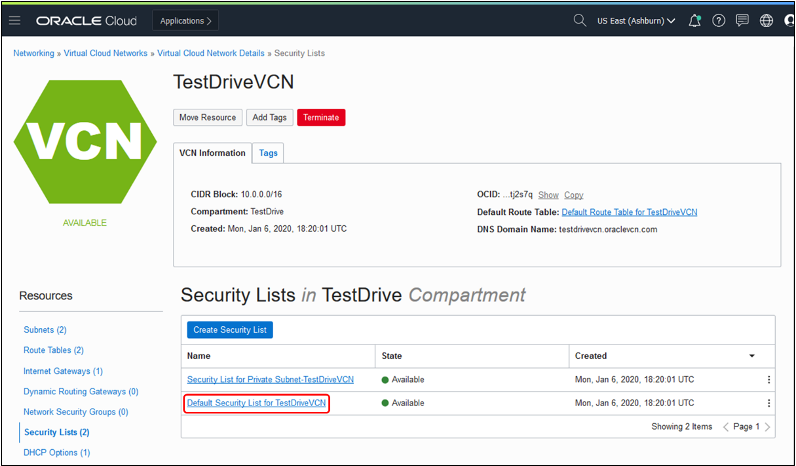 ORACLE Cloud Applications > US East (Ashburn)
Networking » Virtual Cloud Networks » Virtual Cloud Network Details » Security Lists
VCN
AVAILABLE
TestDriveVCN
Move Resource Add Tags Terminate
VCN Information Tags
CIDR Block: 10.0.0.0/16 OCID: ...tj2s7q Show Copy
Compartment: TestDrive Default Route Table: Default Route Table for TestDriveVCN
Created: Mon, Jan 6, 2020, 18:20:01 UTC DNS Domain Name: testdrivevcn.oraclevcn.com
Resources
Subnets (2)
Route Tables (2)
Internet Gateways (1)
Dynamic Routing Gateways (0)
Network Security Groups (0)
Security Lists (2)
DHCP Options (1)
Security Lists in TestDrive Compartment
Create Security List
Name State Created
Security List for Private Subnet-TestDriveVCN Available Mon, Jan 6, 2020, 18:20:01 UTC
Default Security List for TestDriveVCN Available Mon, Jan 6, 2020, 18:20:01 UTC
Showing 2 Items < Page 1 >